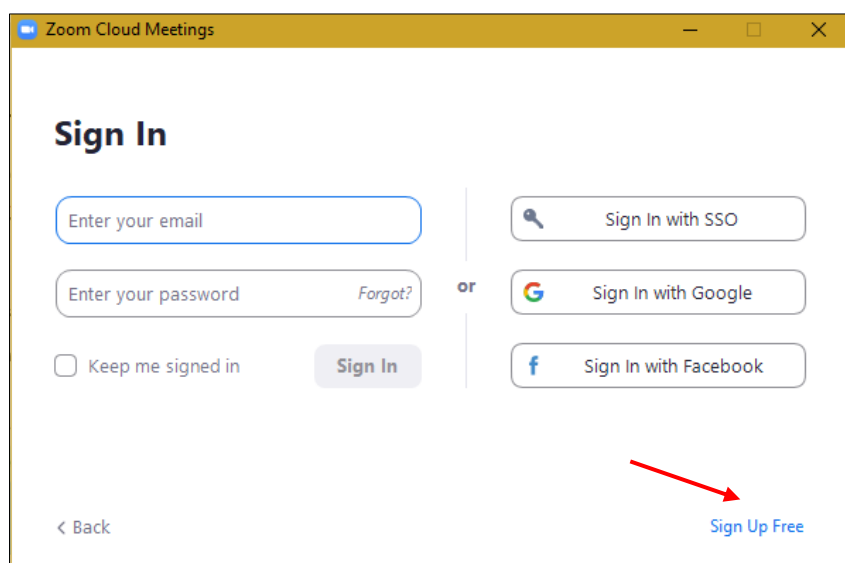 Zoom Cloud Meetings
Sign In
Enter your email
Enter your password Forgot?
Keep me signed in Sign In
or
Sign In with SSO
Sign In with Google
Sign In with Facebook
< Back
Sign Up Free